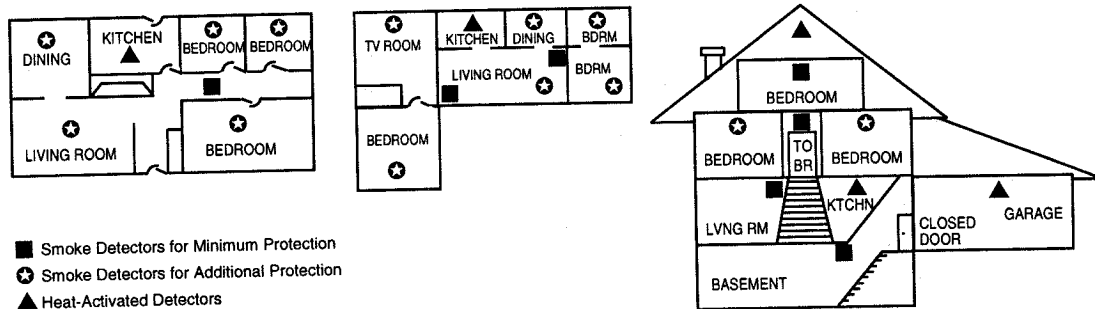 DINING
KITCHEN
BEDROOM
BEDROOM
LIVING ROOM
BEDROOM
TV ROOM
KITCHEN
DINING
BDRM
LIVING ROOM
BDRM
BEDROOM
BEDROOM
BEDROOM
TO
BR
BEDROOM
LVNG RM
KTCHN
CLOSED
DOOR
GARAGE
BASEMENT
Smoke Detectors for Minimum Protection
Smoke Detectors for Additional Protection
Heat-Activated Detectors